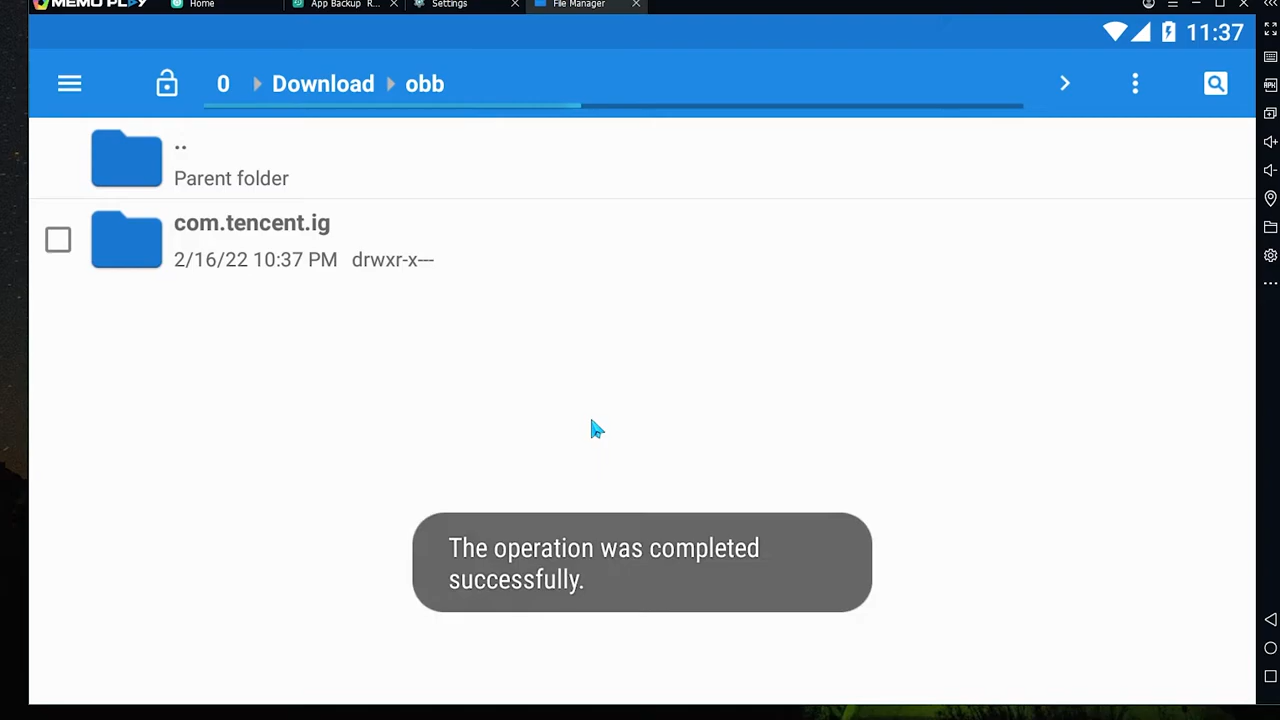 MEMU PLAY
Home
App Backup R...
Settings
File Manager
11:37
0 Download obb
..
Parent folder
com.tencent.ig
2/16/22 10:37 PM drwxr-x---
The operation was completed
successfully.